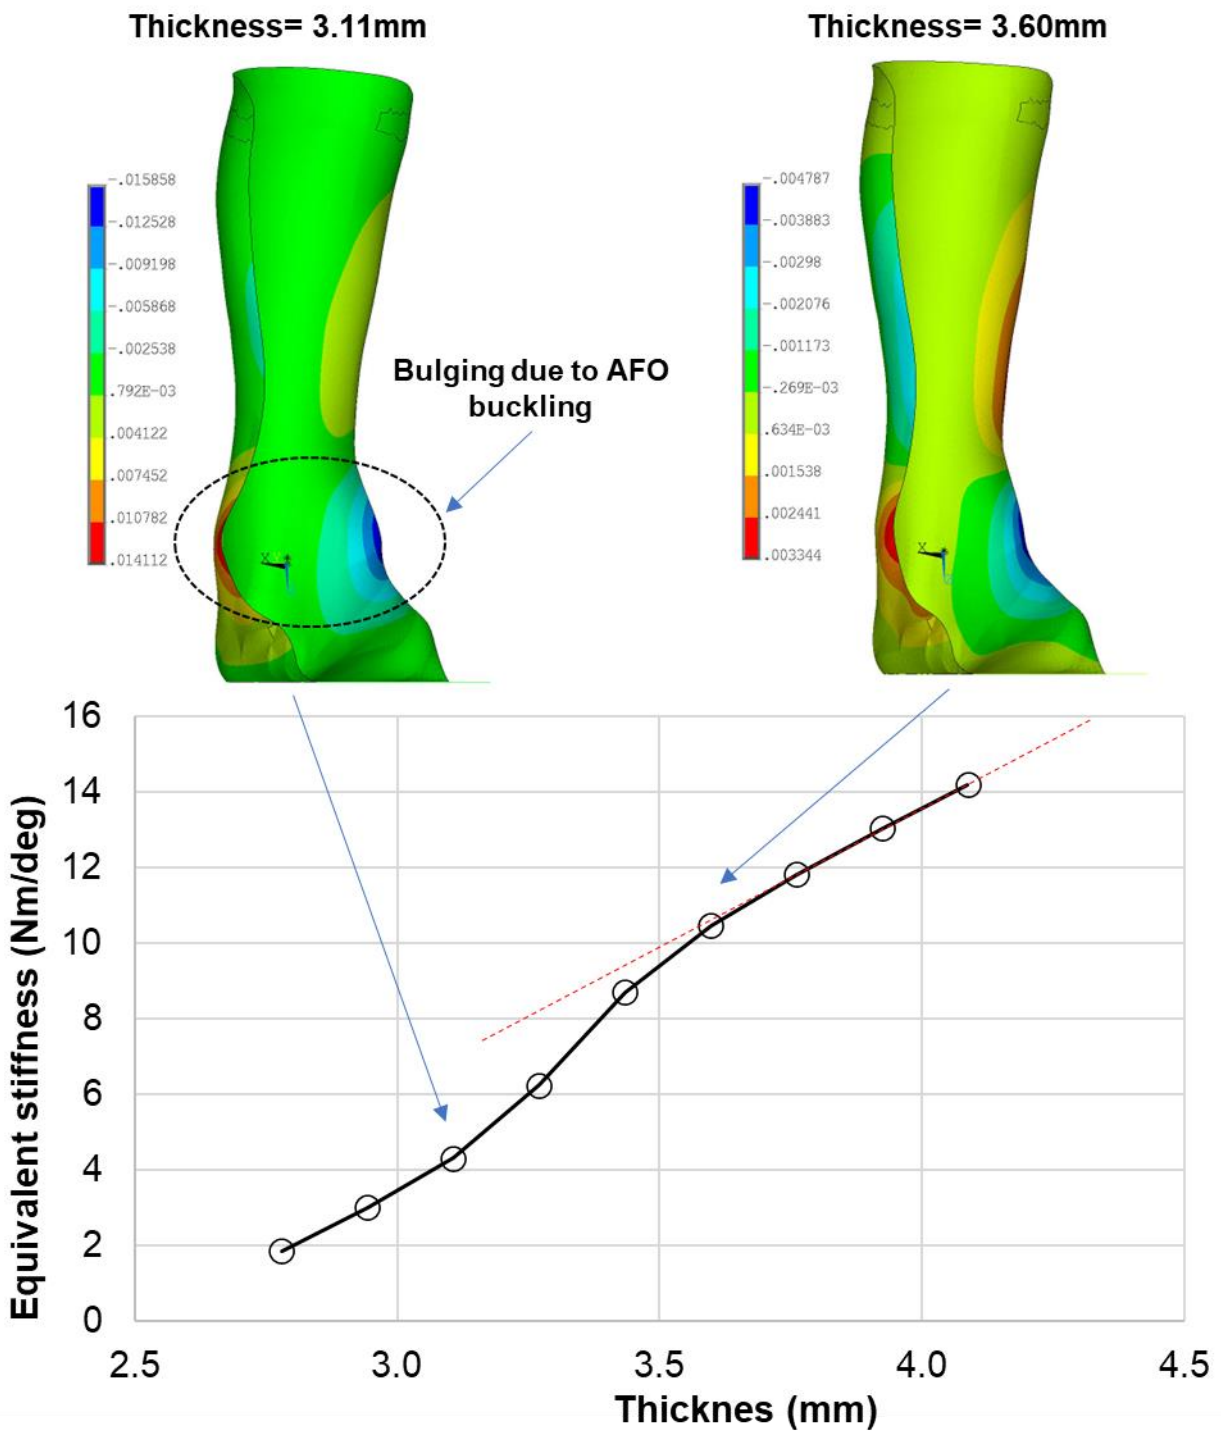 Thickness= 3.11mm
Thickness= 3.60mm
-.015858
-.012528
-.009198
-.005868
-.002538
.792E-03
.004122
.007452
.010782
.014112
Bulging due to AFO
buckling
-.004787
-.003883
-.00298
-.002076
-.001173
-.269E-03
.634E-03
.001538
.002441
.003344
X
X
Equivalent stiffness (Nm/deg)
16
14
12
10
8
6
4
2
0
2.5
3.0
3.5
4.0
4.5
Thicknes (mm)